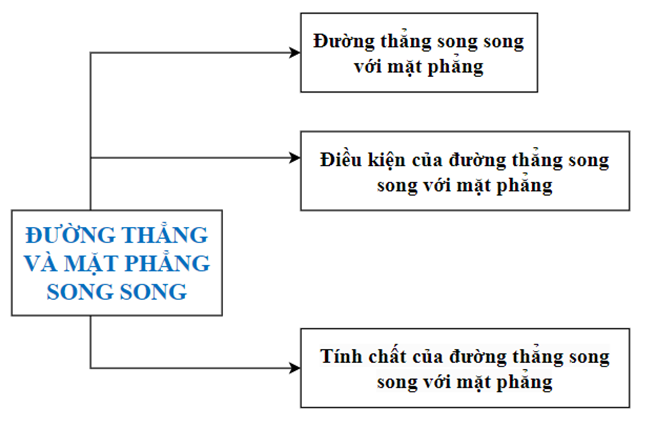 Đường thẳng song song
với mặt phẳng
Điều kiện của đường thẳng song
song với mặt phẳng
ĐƯỜNG THẲNG
VÀ MẶT PHẲNG
SONG SONG
Tính chất của đường thẳng song
song với mặt phẳng